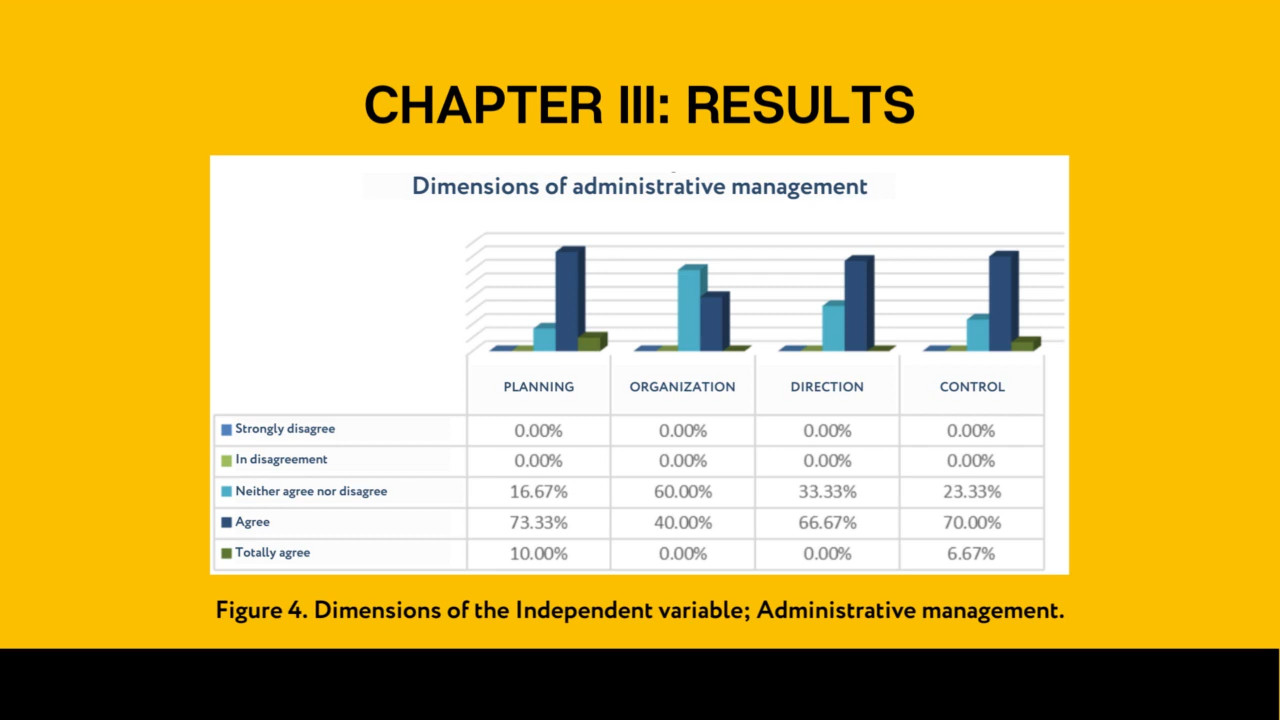 CHAPTER III: RESULTS
Dimensions of administrative management
PLANNING ORGANIZATION DIRECTION CONTROL
Strongly disagree 0.00% 0.00% 0.00% 0.00%
In disagreement 0.00% 0.00% 0.00% 0.00%
Neither agree nor disagree 16.67% 60.00% 33.33% 23.33%
Agree 73.33% 40.00% 66.67% 70.00%
Totally agree 10.00% 0.00% 0.00% 6.67%
Figure 4. Dimensions of the Independent variable; Administrative management.